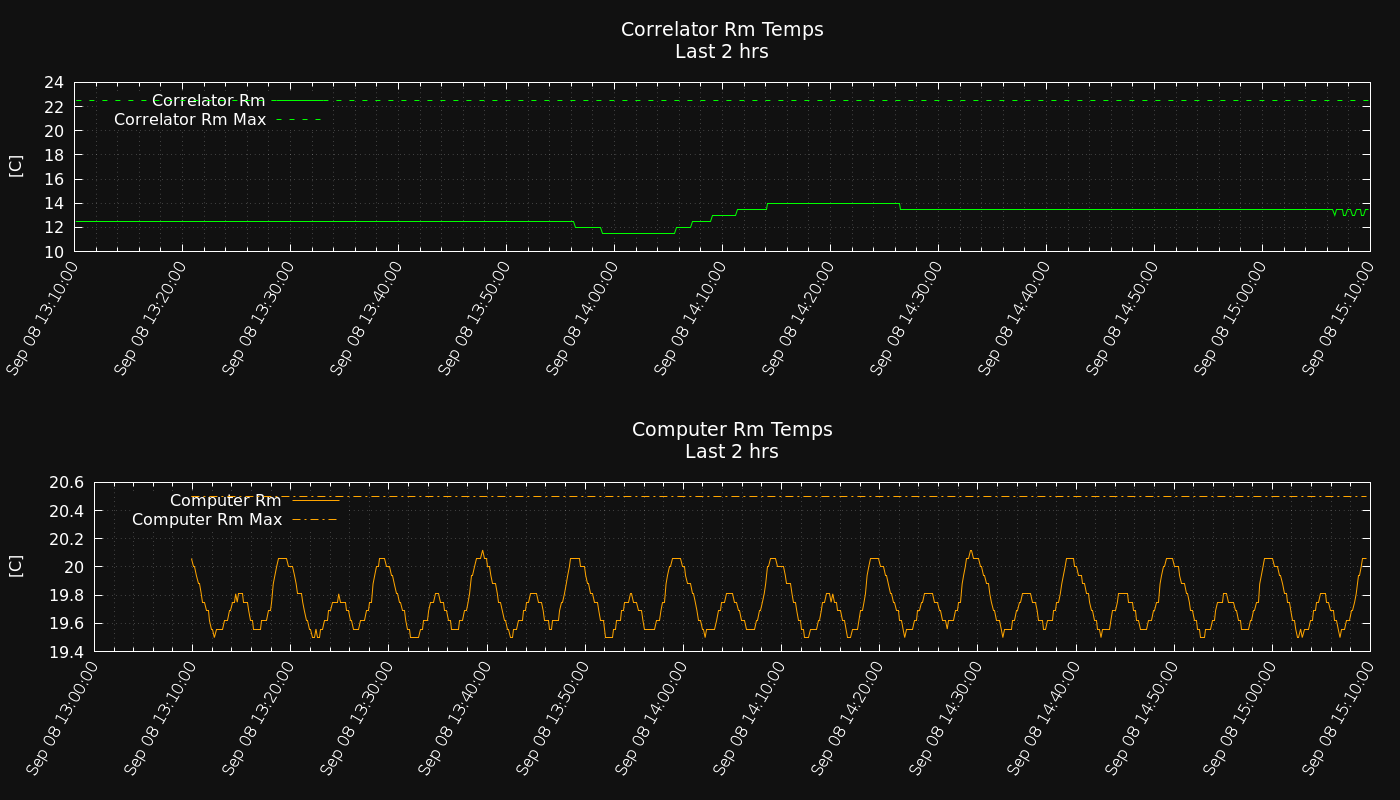 Correlator Rm Temps
Last 2 hrs
24
22
20
18
16
14
12
10
[C]
Correlator Rm
Correlator Rm Max
Sep 08 13:10:00
Sep 08 13:20:00
Sep 08 13:30:00
Sep 08 13:40:00
Sep 08 13:50:00
Sep 08 14:00:00
Sep 08 14:10:00
Sep 08 14:20:00
Sep 08 14:30:00
Sep 08 14:40:00
Sep 08 14:50:00
Sep 08 15:00:00
Sep 08 15:10:00
Computer Rm Temps
Last 2 hrs
20.6
20.4
20.2
20
19.8
19.6
19.4
[C]
Computer Rm
Computer Rm Max
Sep 08 13:00:00
Sep 08 13:10:00
Sep 08 13:20:00
Sep 08 13:30:00
Sep 08 13:40:00
Sep 08 13:50:00
Sep 08 14:00:00
Sep 08 14:10:00
Sep 08 14:20:00
Sep 08 14:30:00
Sep 08 14:40:00
Sep 08 14:50:00
Sep 08 15:00:00
Sep 08 15:10:00